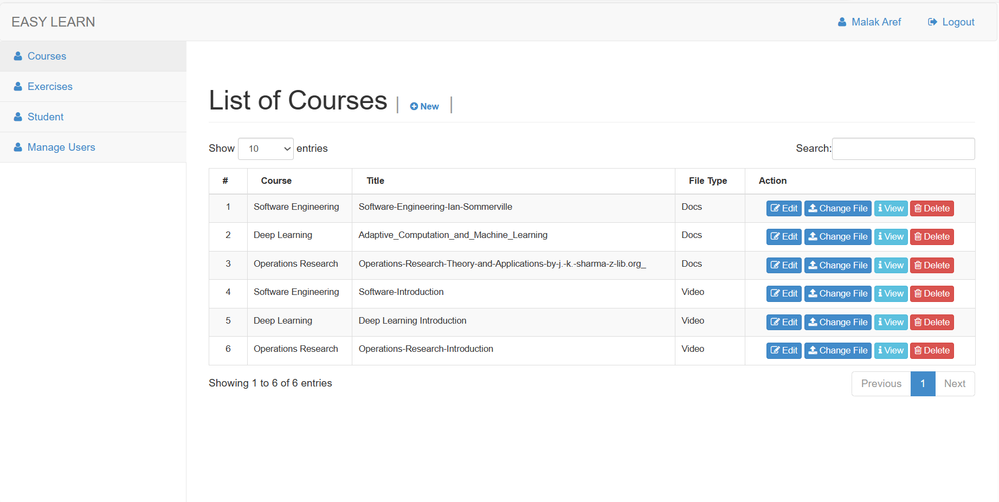 EASY LEARN
Malak Aref Logout
Courses
Exercises
Student
Manage Users
List of Courses | New |
Show 10 entries Search:
# Course Title File Type Action
1 Software Engineering Software-Engineering-Ian-Sommerville Docs Edit Change File View Delete
2 Deep Learning Adaptive_Computation_and_Machine_Learning Docs Edit Change File View Delete
3 Operations Research Operations-Research-Theory-and-Applications-by-j.-k.-sharma-z-lib.org_ Docs Edit Change File View Delete
4 Software Engineering Software-Introduction Video Edit Change File View Delete
5 Deep Learning Deep Learning Introduction Video Edit Change File View Delete
6 Operations Research Operations-Research-Introduction Video Edit Change File View Delete
Showing 1 to 6 of 6 entries Previous 1 Next